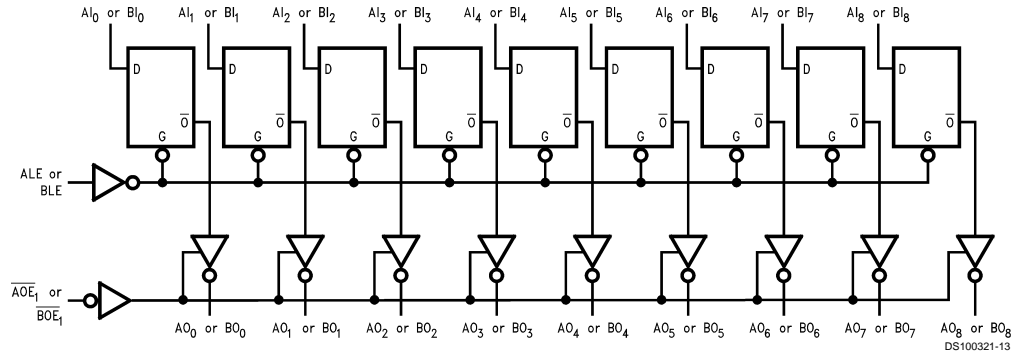 AI₀ or BI₀ AI₁ or BI₁ AI₂ or BI₂ AI₃ or BI₃ AI₄ or BI₄ AI₅ or BI₅ AI₆ or BI₆ AI₇ or BI₇ AI₈ or BI₈
D D D D D D D D D
O̅ O̅ O̅ O̅ O̅ O̅ O̅ O̅ O̅
G G G G G G G G G
ALE or
BLE
A̅O̅E̅₁ or
B̅O̅E̅₁
AO₀ or BO₀ AO₁ or BO₁ AO₂ or BO₂ AO₃ or BO₃ AO₄ or BO₄ AO₅ or BO₅ AO₆ or BO₆ AO₇ or BO₇ AO₈ or BO₈
DS100321-13